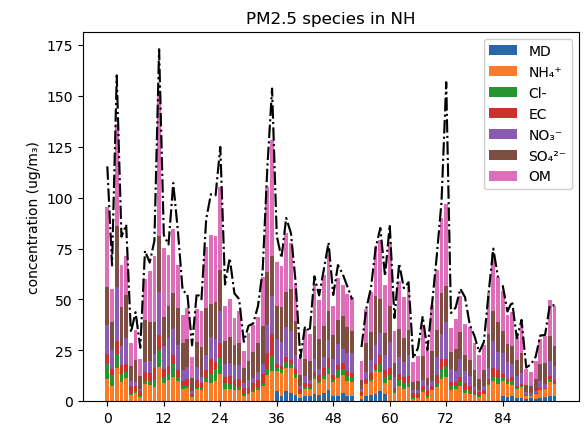 PM2.5 species in NH
concentration (ug/m₃)
175
150
125
100
75
50
25
0
0 12 24 36 48 60 72 84
MD
NH₄⁺
Cl-
EC
NO₃⁻
SO₄²⁻
OM